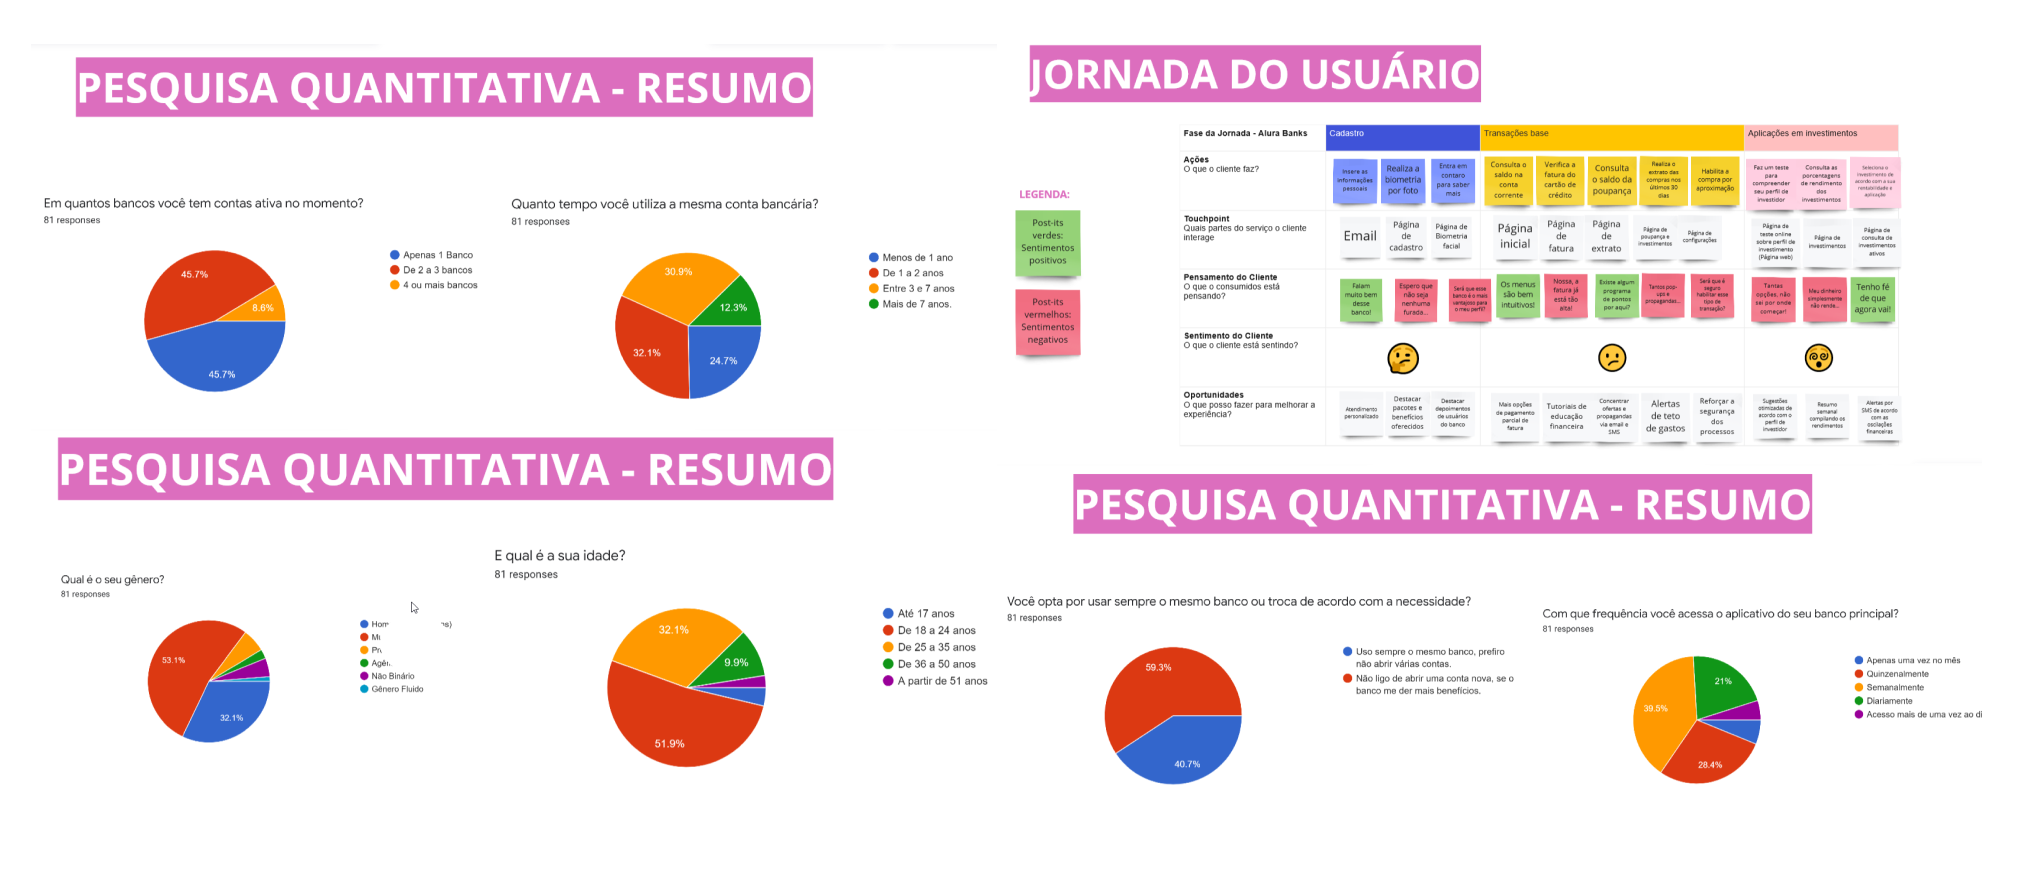 PESQUISA QUANTITATIVA - RESUMO
Em quantos bancos você tem contas ativa no momento?
81 responses
45.7%
8.6%
45.7%
Apenas 1 Banco
De 2 a 3 bancos
4 ou mais bancos
Quanto tempo você utiliza a mesma conta bancária?
81 responses
30.9%
12.3%
32.1%
24.7%
Menos de 1 ano
De 1 a 2 anos
Entre 3 e 7 anos
Mais de 7 anos.
JORNADA DO USUÁRIO
LEGENDA:
Post-its
verdes:
Sentimentos
positivos
Post-its
vermelhos:
Sentimentos
negativos
Fase da Jornada - Alura Banks
Cadastro
Transações base
Aplicações em investimentos
Ações
O que o cliente faz?
Insere as
informações
pessoais
Realiza a
biometria
por foto
Entra em
contaro
para saber
mais
Consulta o
saldo na
conta
corrente
Verifica a
fatura do
cartão de
crédito
Consulta
o saldo da
poupança
Realiza o
extrato das
compras nos
últimos 30
dias
Habilita a
compra por
aproximação
Faz um teste
para
compreender
seu perfil de
investidor
Consulta as
porcentagens
de rendimento
dos
investimentos
Seleciona o
investimento de
acordo com a sua
rentabilidade e
aplicação
Touchpoint
Quais partes do serviço o cliente
interage
Email
Página
de
cadastro
Página de
Biometria
facial
Página
inicial
Página
de
fatura
Página
de
extrato
Página de
poupança e
investimentos
Página de
configurações
Página de
teste online
sobre perfil de
investimento
(Página web)
Página de
investimentos
Página de
consulta de
investimentos
ativos
Pensamento do Cliente
O que o consumidos está
pensando?
Falam
muito bem
desse
banco!
Espero que
não seja
nenhuma
furada...
Será que esse
banco é o mais
vantajoso para
o meu perfil?
Os menus
são bem
intuitivos!
Nossa, a
fatura já
está tão
alta!
Existe algum
programa
de pontos
por aqui?
Tantos pop-
ups e
propagandas...
Será que é
seguro
habilitar esse
tipo de
transação?
Tantas
opções, não
sei por onde
começar!
Meu dinheiro
simplesmente
não rende...
Tenho fé
de que
agora vai!
Sentimento do Cliente
O que o cliente está sentindo?
Oportunidades
O que posso fazer para melhorar a
experiência?
Atendimento
personalizado
Destacar
pacotes e
benefícios
oferecidos
Destacar
depoimentos
de usuários
do banco
Mais opções
de pagamento
parcial de
fatura
Tutoriais de
educação
financeira
Concentrar
ofertas e
propagandas
via email e
SMS
Alertas
de teto
de gastos
Reforçar a
segurança
dos
processos
Sugestões
otimizadas de
acordo com o
perfil de
investidor
Resumo
semanal
compilando os
rendimentos
Alertas por
SMS de acordo
com as
oscilações
financeiras
PESQUISA QUANTITATIVA - RESUMO
Qual é o seu gênero?
81 responses
53.1%
32.1%
Não Binário
Gênero Fluido
E qual é a sua idade?
81 responses
32.1%
9.9%
51.9%
Até 17 anos
De 18 a 24 anos
De 25 a 35 anos
De 36 a 50 anos
A partir de 51 anos
PESQUISA QUANTITATIVA - RESUMO
Você opta por usar sempre o mesmo banco ou troca de acordo com a necessidade?
81 responses
59.3%
40.7%
Uso sempre o mesmo banco, prefiro
não abrir várias contas.
Não ligo de abrir uma conta nova, se o
banco me der mais benefícios.
Com que frequência você acessa o aplicativo do seu banco principal?
81 responses
21%
39.5%
28.4%
Apenas uma vez no mês
Quinzenalmente
Semanalmente
Diariamente
Acesso mais de uma vez ao di